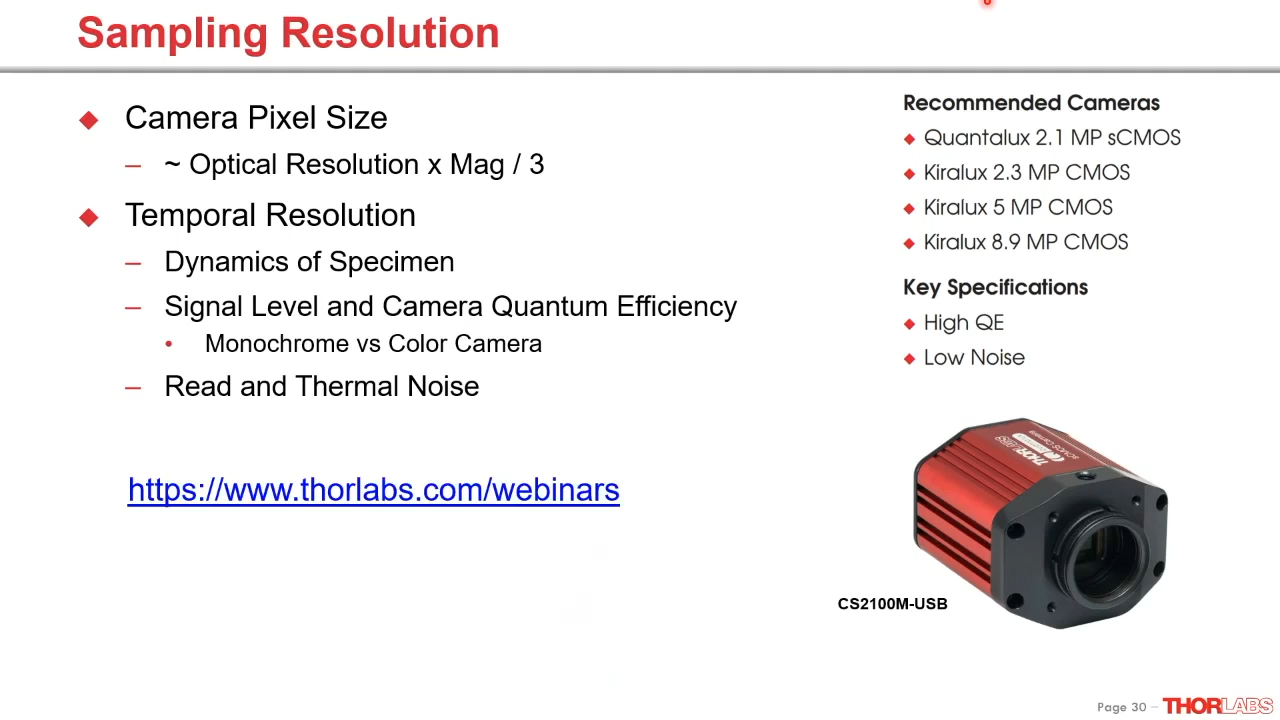 Sampling Resolution
Camera Pixel Size
~ Optical Resolution x Mag / 3
Temporal Resolution
Dynamics of Specimen
Signal Level and Camera Quantum Efficiency
Monochrome vs Color Camera
Read and Thermal Noise
https://www.thorlabs.com/webinars
Recommended Cameras
Quantalux 2.1 MP sCMOS
Kiralux 2.3 MP CMOS
Kiralux 5 MP CMOS
Kiralux 8.9 MP CMOS
Key Specifications
High QE
Low Noise
THORLABS
sCMOS Camera
CS2100M-USB
Page 30 – THORLABS